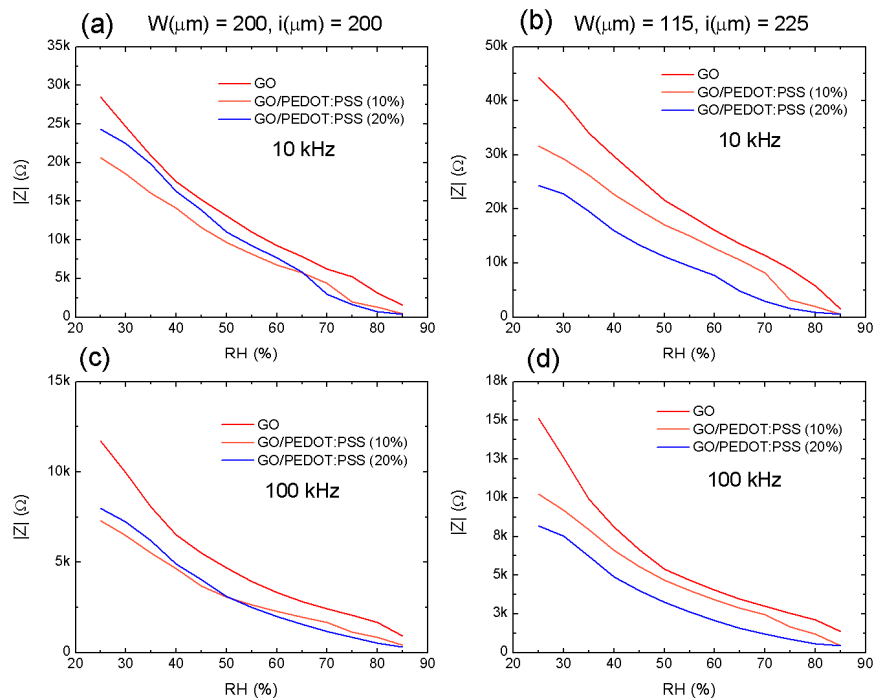 (a) W(μm) = 200, i(μm) = 200
35k
30k
25k
20k
15k
10k
5k
0
|Z| (Ω)
GO
GO/PEDOT:PSS (10%)
GO/PEDOT:PSS (20%)
10 kHz
20 30 40 50 60 70 80 90
RH (%)
(b) W(μm) = 115, i(μm) = 225
50k
40k
30k
20k
10k
0
|Z| (Ω)
GO
GO/PEDOT:PSS (10%)
GO/PEDOT:PSS (20%)
10 kHz
20 30 40 50 60 70 80 90
RH (%)
(c)
15k
10k
5k
0
|Z| (Ω)
GO
GO/PEDOT:PSS (10%)
GO/PEDOT:PSS (20%)
100 kHz
20 30 40 50 60 70 80 90
RH (%)
(d)
18k
15k
13k
10k
8k
5k
3k
0
|Z| (Ω)
GO
GO/PEDOT:PSS (10%)
GO/PEDOT:PSS (20%)
100 kHz
20 30 40 50 60 70 80 90
RH (%)